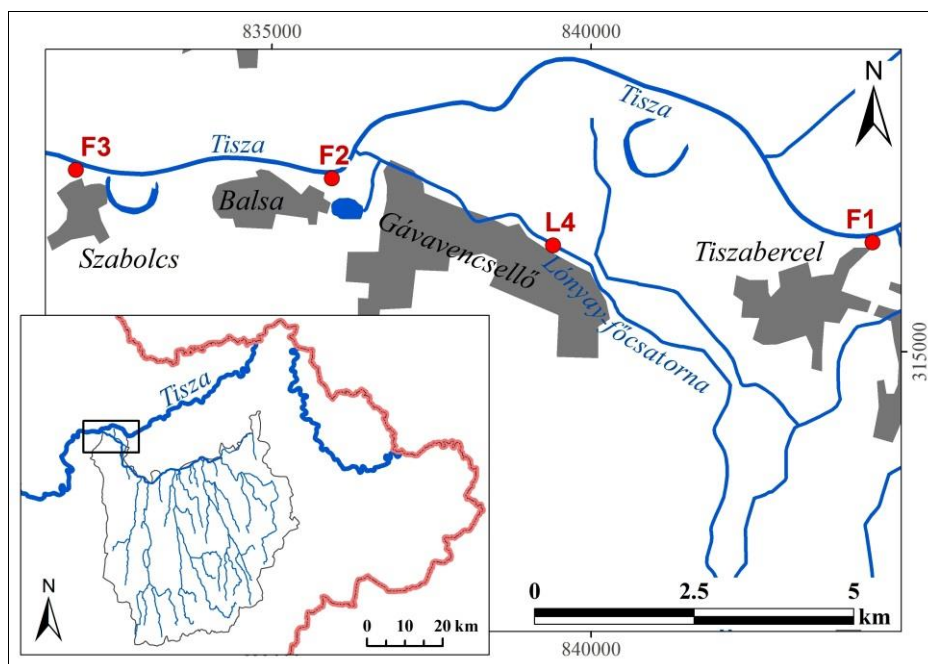 835000
840000
N
Tisza
F3
Tisza
F2
Balsa
Szabolcs
Gávavencsellő
L4
Lónyay-főcsatorna
F1
Tiszabercel
315000
Tisza
N
0 10 20 km
0 2.5 5
km
840000